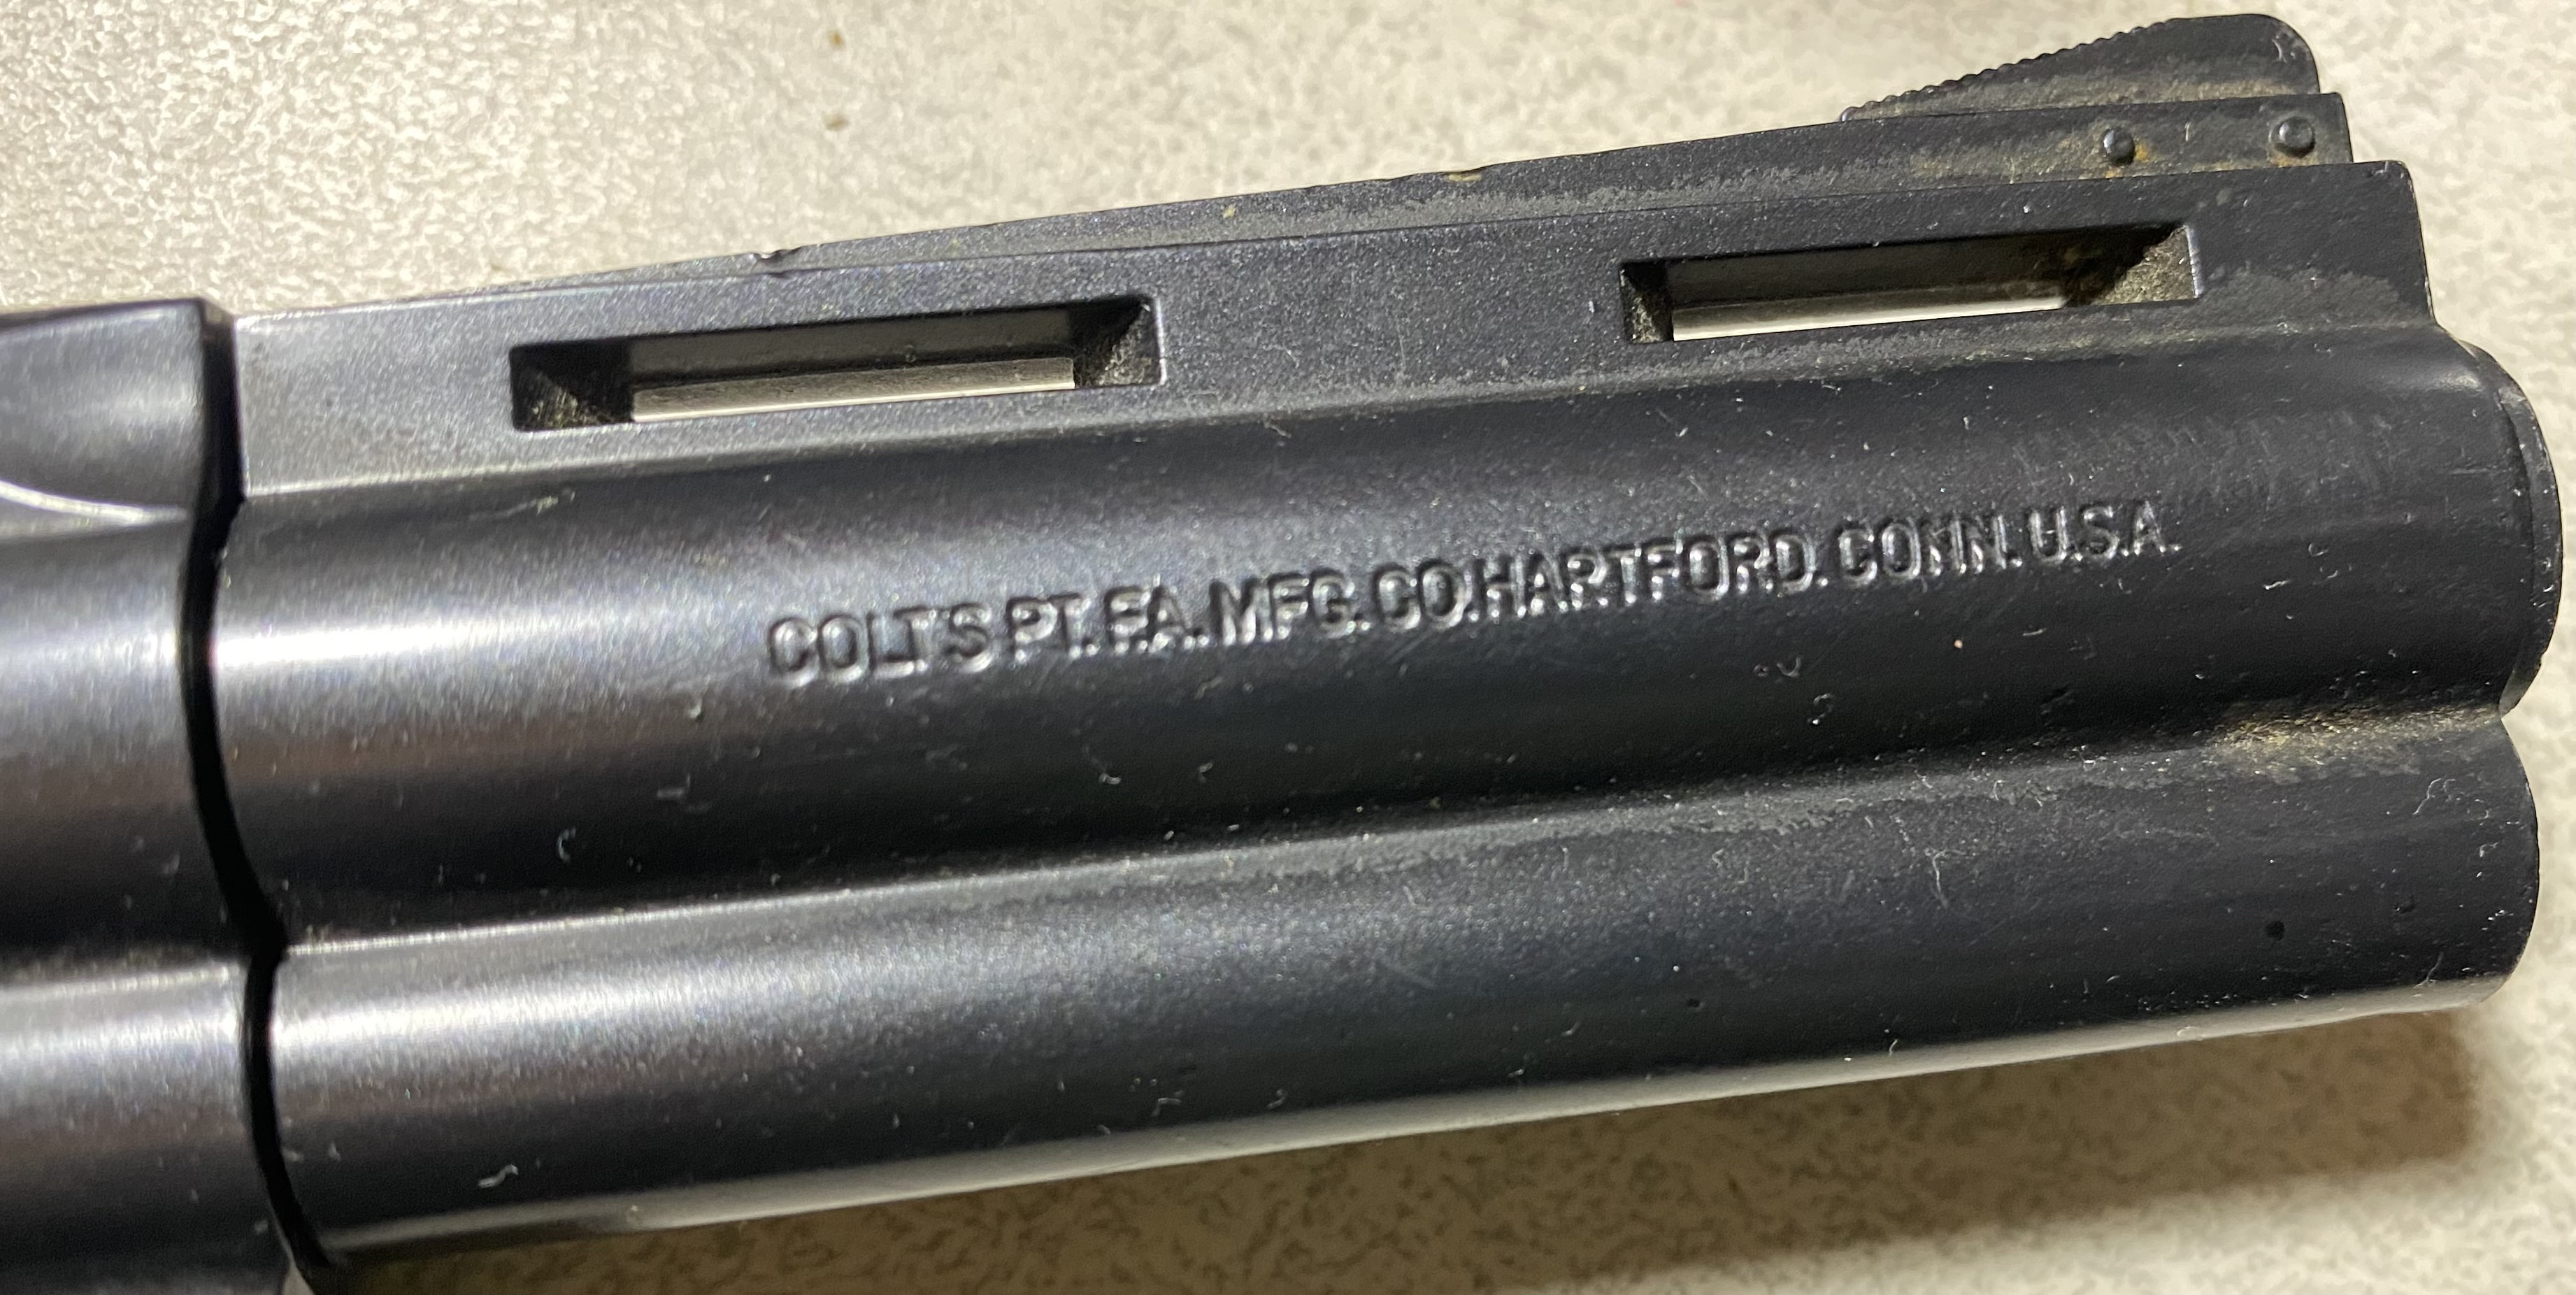 COLT'S PT. F.A. MFG. CO. HARTFORD. CONN. U.S.A.